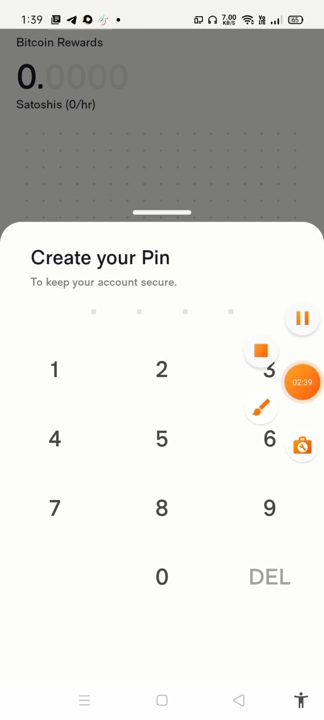 1:39
7.00 KB/S
65
Bitcoin Rewards
0.0000
Satoshis (0/hr)
Create your Pin
To keep your account secure.
1 2 3
4 5 6
02:39
7 8 9
0 DEL